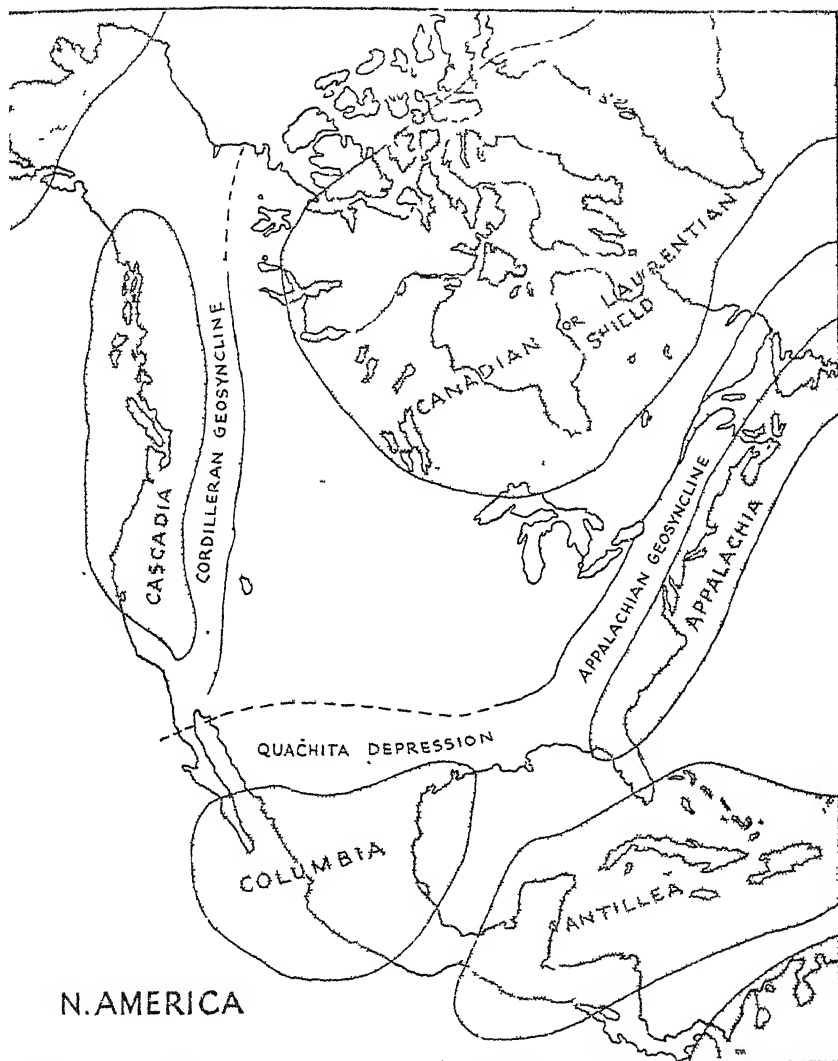 CANADIAN OR LAURENTIAN
SHIELD
CASCADIA
CORDILLERAN GEOSYNCLINE
APPALACHIAN GEOSYNCLINE
APPALACHIA
QUACHITA DEPRESSION
COLUMBIA
ANTILLEA
N. AMERICA